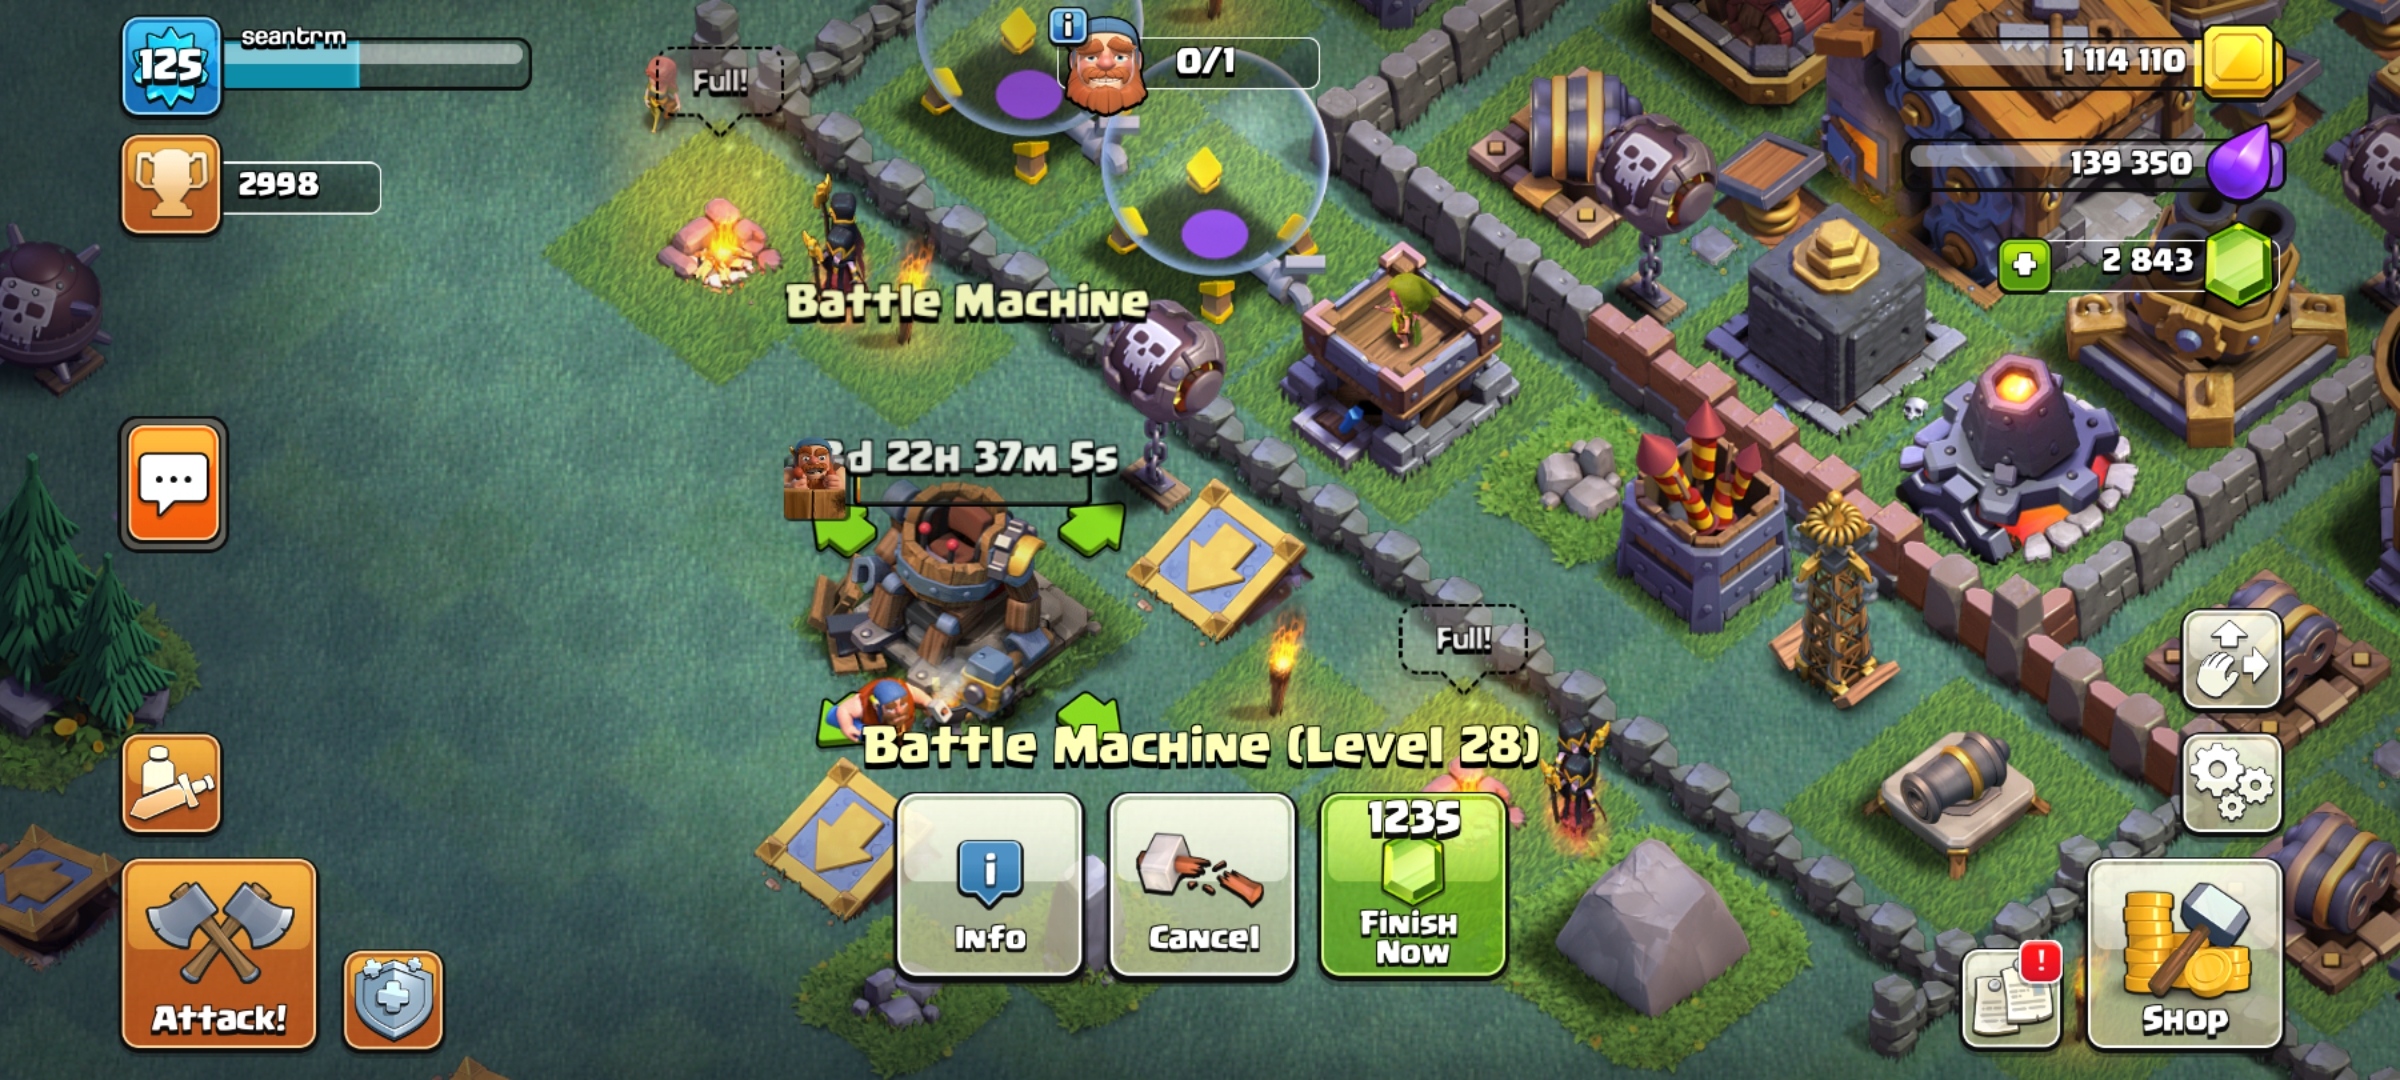 125
seantrm
Full!
0/1
1 114 110
2998
139 350
2 843
Battle Machine
d 22H 37M 5s
Full!
Battle Machine (Level 28)
1235
Info
Cancel
Finish
Now
!
Attack!
Shop